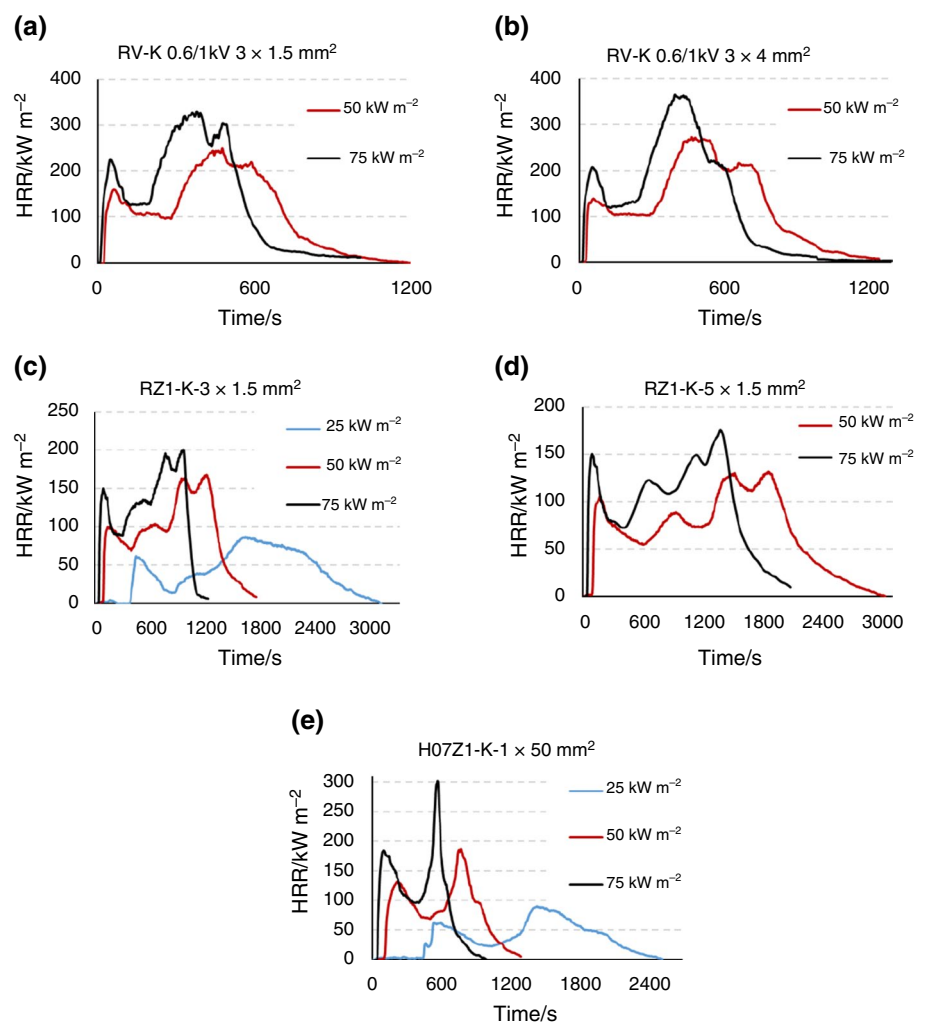 (a)
RV-K 0.6/1kV 3 × 1.5 mm²
HRR/kW m⁻²
400
300
200
100
0
50 kW m⁻²
75 kW m⁻²
0 600 1200
Time/s
(b)
RV-K 0.6/1kV 3 × 4 mm²
HRR/kW m⁻²
400
300
200
100
0
50 kW m⁻²
75 kW m⁻²
0 600 1200
Time/s
(c)
RZ1-K-3 × 1.5 mm²
HRR/kW m⁻²
250
200
150
100
50
0
25 kW m⁻²
50 kW m⁻²
75 kW m⁻²
0 600 1200 1800 2400 3000
Time/s
(d)
RZ1-K-5 × 1.5 mm²
HRR/kW m⁻²
200
150
100
50
0
50 kW m⁻²
75 kW m⁻²
0 600 1200 1800 2400 3000
Time/s
(e)
H07Z1-K-1 × 50 mm²
HRR/kW m⁻²
300
250
200
150
100
50
0
25 kW m⁻²
50 kW m⁻²
75 kW m⁻²
0 600 1200 1800 2400
Time/s